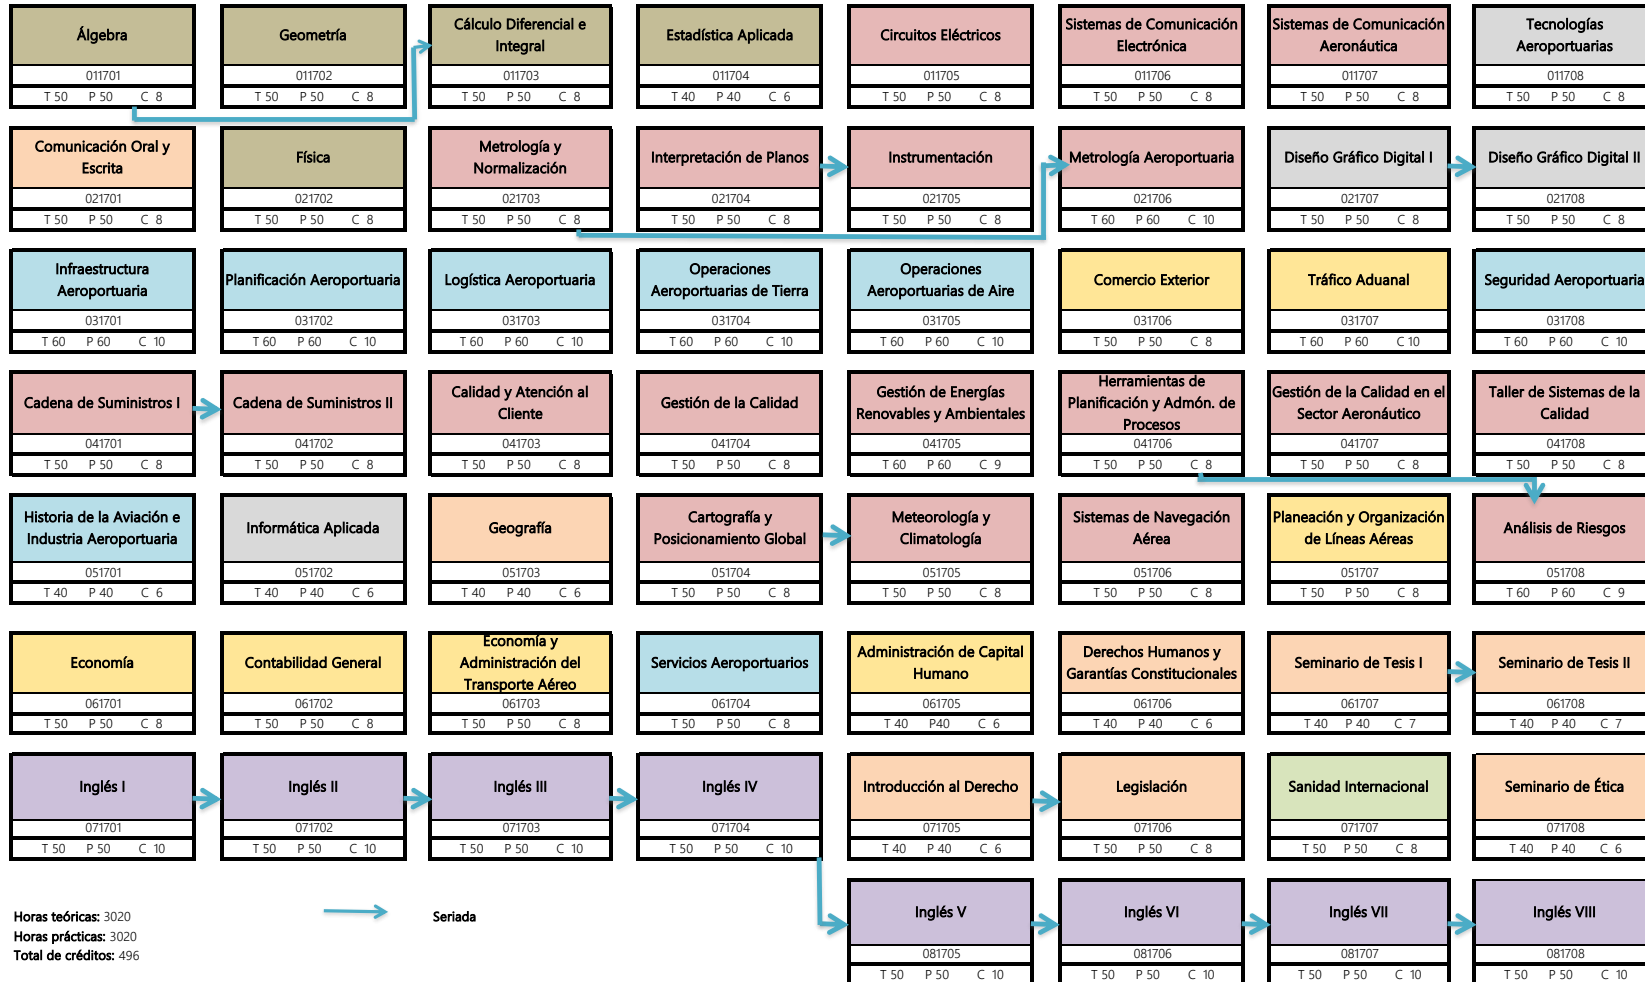 Álgebra
011701
T 50 P 50 C 8
Geometría
011702
T 50 P 50 C 8
Cálculo Diferencial e
Integral
011703
T 50 P 50 C 8
Estadística Aplicada
011704
T 40 P 40 C 6
Circuitos Eléctricos
011705
T 50 P 50 C 8
Sistemas de Comunicación
Electrónica
011706
T 50 P 50 C 8
Sistemas de Comunicación
Aeronáutica
011707
T 50 P 50 C 8
Tecnologías
Aeroportuarias
011708
T 50 P 50 C 8
Comunicación Oral y
Escrita
021701
T 50 P 50 C 8
Física
021702
T 50 P 50 C 8
Metrología y
Normalización
021703
T 50 P 50 C 8
Interpretación de Planos
021704
T 50 P 50 C 8
Instrumentación
021705
T 50 P 50 C 8
Metrología Aeroportuaria
021706
T 60 P 60 C 10
Diseño Gráfico Digital I
021707
T 50 P 50 C 8
Diseño Gráfico Digital II
021708
T 50 P 50 C 8
Infraestructura
Aeroportuaria
031701
T 60 P 60 C 10
Planificación Aeroportuaria
031702
T 60 P 60 C 10
Logística Aeroportuaria
031703
T 60 P 60 C 10
Operaciones
Aeroportuarias de Tierra
031704
T 60 P 60 C 10
Operaciones
Aeroportuarias de Aire
031705
T 60 P 60 C 10
Comercio Exterior
031706
T 50 P 50 C 8
Tráfico Aduanal
031707
T 60 P 60 C 10
Seguridad Aeroportuaria
031708
T 60 P 60 C 10
Cadena de Suministros I
041701
T 50 P 50 C 8
Cadena de Suministros II
041702
T 50 P 50 C 8
Calidad y Atención al
Cliente
041703
T 50 P 50 C 8
Gestión de la Calidad
041704
T 50 P 50 C 8
Gestión de Energías
Renovables y Ambientales
041705
T 60 P 60 C 9
Herramientas de
Planificación y Admón. de
Procesos
041706
T 50 P 50 C 8
Gestión de la Calidad en el
Sector Aeronáutico
041707
T 50 P 50 C 8
Taller de Sistemas de la
Calidad
041708
T 50 P 50 C 8
Historia de la Aviación e
Industria Aeroportuaria
051701
T 40 P 40 C 6
Informática Aplicada
051702
T 40 P 40 C 6
Geografía
051703
T 40 P 40 C 6
Cartografía y
Posicionamiento Global
051704
T 50 P 50 C 8
Meteorología y
Climatología
051705
T 50 P 50 C 8
Sistemas de Navegación
Aérea
051706
T 50 P 50 C 8
Planeación y Organización
de Líneas Aéreas
051707
T 50 P 50 C 8
Análisis de Riesgos
051708
T 60 P 60 C 9
Economía
061701
T 50 P 50 C 8
Contabilidad General
061702
T 50 P 50 C 8
Economía y
Administración del
Transporte Aéreo
061703
T 50 P 50 C 8
Servicios Aeroportuarios
061704
T 50 P 50 C 8
Administración de Capital
Humano
061705
T 40 P40 C 6
Derechos Humanos y
Garantías Constitucionales
061706
T 40 P 40 C 6
Seminario de Tesis I
061707
T 40 P 40 C 7
Seminario de Tesis II
061708
T 40 P 40 C 7
Inglés I
071701
T 50 P 50 C 10
Inglés II
071702
T 50 P 50 C 10
Inglés III
071703
T 50 P 50 C 10
Inglés IV
071704
T 50 P 50 C 10
Introducción al Derecho
071705
T 40 P 40 C 6
Legislación
071706
T 50 P 50 C 8
Sanidad Internacional
071707
T 50 P 50 C 8
Seminario de Ética
071708
T 40 P 40 C 6
Inglés V
081705
T 50 P 50 C 10
Inglés VI
081706
T 50 P 50 C 10
Inglés VII
081707
T 50 P 50 C 10
Inglés VIII
081708
T 50 P 50 C 10
Horas teóricas: 3020
Horas prácticas: 3020
Total de créditos: 496
Seriada